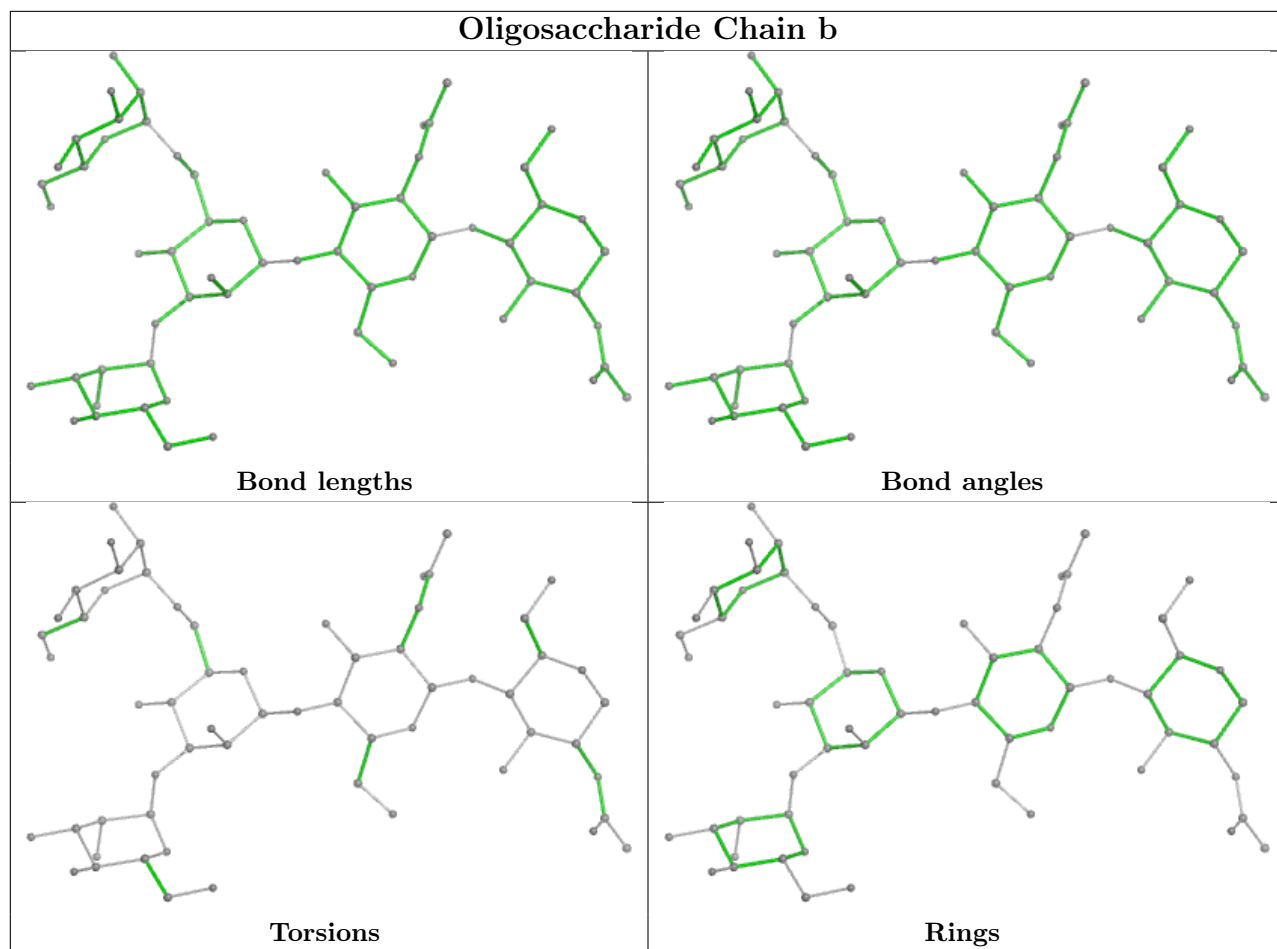 Oligosaccharide Chain b
Bond lengths
Bond angles
Torsions
Rings